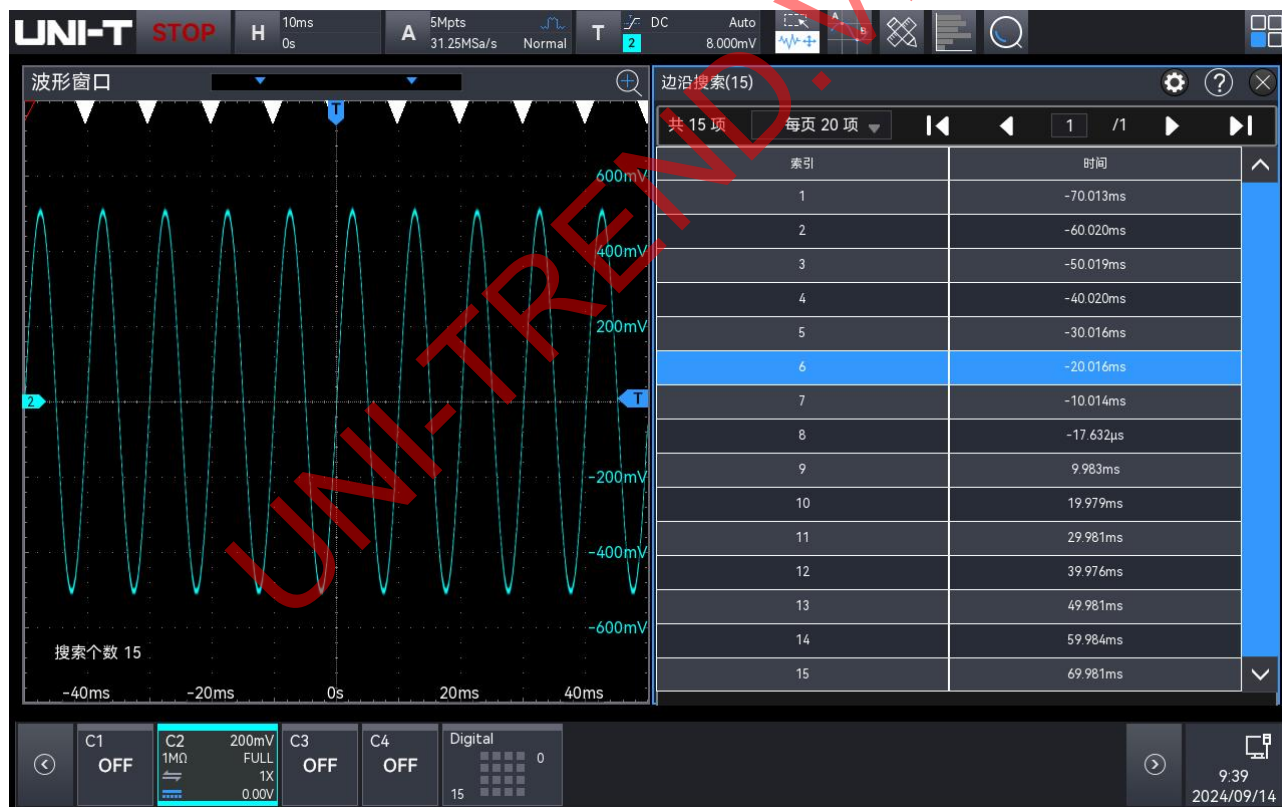 UNI-T STOP H 10ms 0s A 5Mpts 31.25MSa/s Normal T 2 DC Auto 8.000mV
波形窗口
T
600mV
400mV
200mV
2
T
-200mV
-400mV
-600mV
搜索个数 15
-40ms -20ms 0s 20ms 40ms
边沿搜索(15)
共 15 项 每页 20 项 1 /1
索引 时间
1 -70.013ms
2 -60.020ms
3 -50.019ms
4 -40.020ms
5 -30.016ms
6 -20.016ms
7 -10.014ms
8 -17.632μs
9 9.983ms
10 19.979ms
11 29.981ms
12 39.976ms
13 49.981ms
14 59.984ms
15 69.981ms
C1 OFF
C2 200mV
1MΩ FULL
1X
0.00V
C3 OFF
C4 OFF
Digital 0
15
9:39
2024/09/14
UNI-TREND.